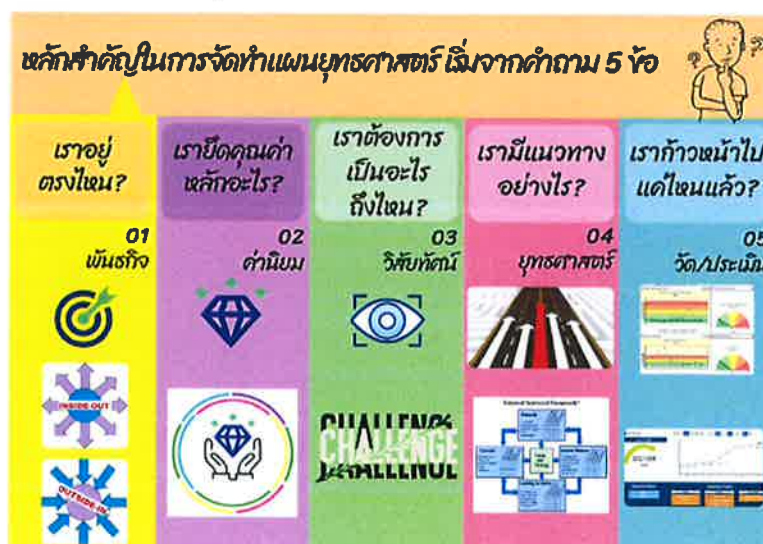 หลักสำคัญในการจัดทำแผนยุทธศาสตร์ เริ่มจากคำถาม 5 ข้อ
? ?
เราอยู่
ตรงไหน?
01
พันธกิจ
INSIDE-OUT
OUTSIDE-IN
เรายึดคุณค่า
หลักอะไร?
02
ค่านิยม
เราต้องการ
เป็นอะไร
ถึงไหน?
03
วิสัยทัศน์
CHALLENGE
CHALLENGE
CHALLENGE
เรามีแนวทาง
อย่างไร?
04
ยุทธศาสตร์
เราก้าวหน้าไป
แค่ไหนแล้ว?
05
วัด/ประเมิน